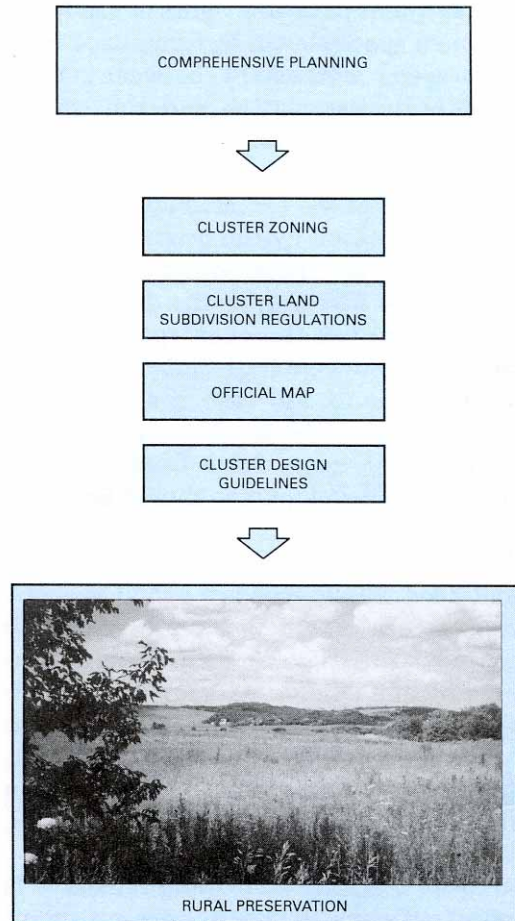 COMPREHENSIVE PLANNING
CLUSTER ZONING
CLUSTER LAND
SUBDIVISION REGULATIONS
OFFICIAL MAP
CLUSTER DESIGN
GUIDELINES
RURAL PRESERVATION